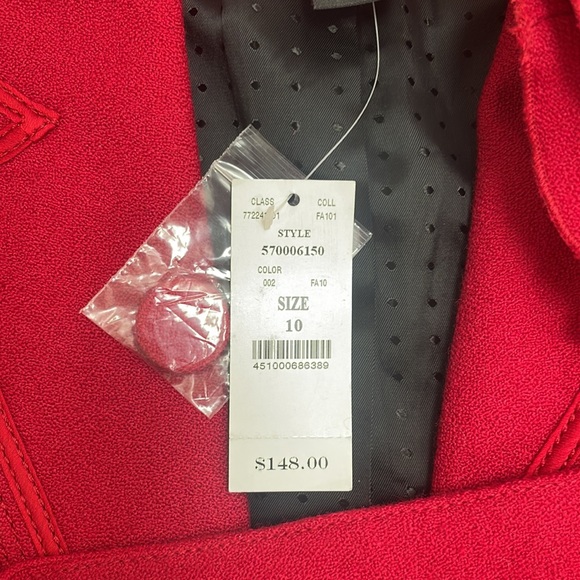 CLASS COLL
FA101
STYLE
570006150
COLOR
002 FA10
SIZE
10
451000686389
$148.00